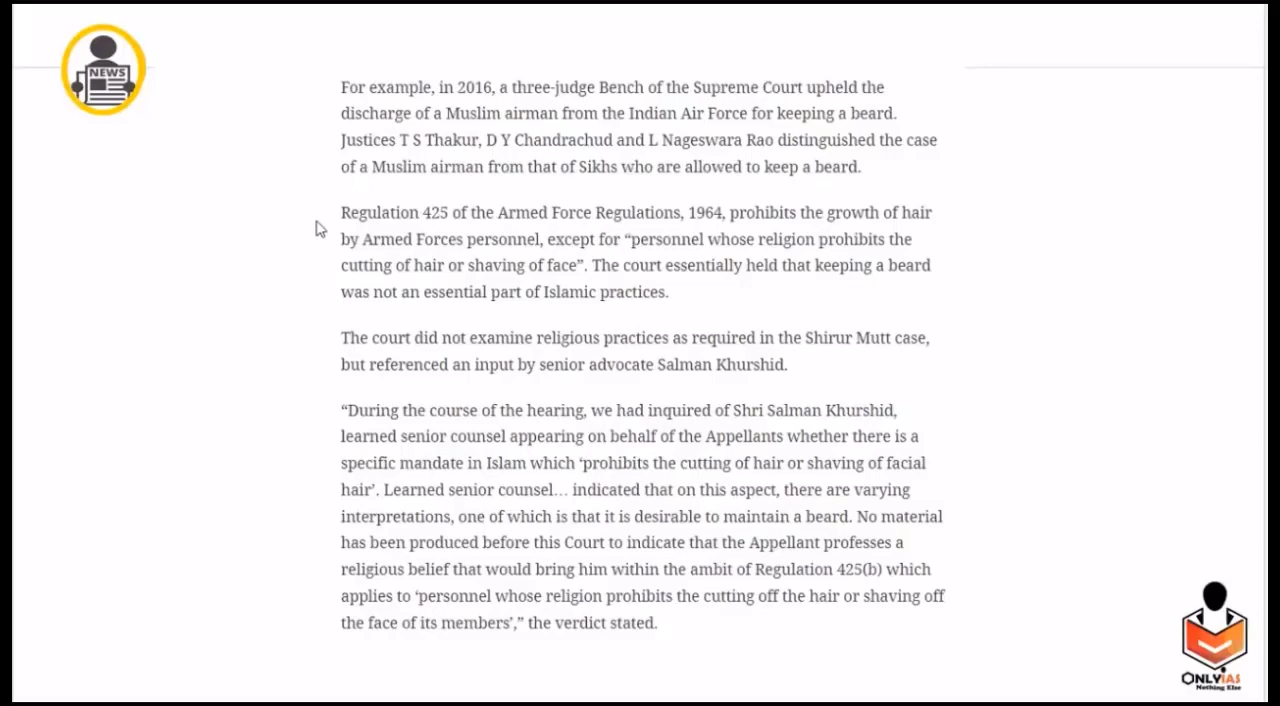 NEWS
For example, in 2016, a three-judge Bench of the Supreme Court upheld the
discharge of a Muslim airman from the Indian Air Force for keeping a beard.
Justices T S Thakur, D Y Chandrachud and L Nageswara Rao distinguished the case
of a Muslim airman from that of Sikhs who are allowed to keep a beard.
Regulation 425 of the Armed Force Regulations, 1964, prohibits the growth of hair
by Armed Forces personnel, except for “personnel whose religion prohibits the
cutting of hair or shaving of face”. The court essentially held that keeping a beard
was not an essential part of Islamic practices.
The court did not examine religious practices as required in the Shirur Mutt case,
but referenced an input by senior advocate Salman Khurshid.
“During the course of the hearing, we had inquired of Shri Salman Khurshid,
learned senior counsel appearing on behalf of the Appellants whether there is a
specific mandate in Islam which ‘prohibits the cutting of hair or shaving of facial
hair’. Learned senior counsel… indicated that on this aspect, there are varying
interpretations, one of which is that it is desirable to maintain a beard. No material
has been produced before this Court to indicate that the Appellant professes a
religious belief that would bring him within the ambit of Regulation 425(b) which
applies to ‘personnel whose religion prohibits the cutting off the hair or shaving off
the face of its members’,” the verdict stated.
ONLYIAS
Nothing Else